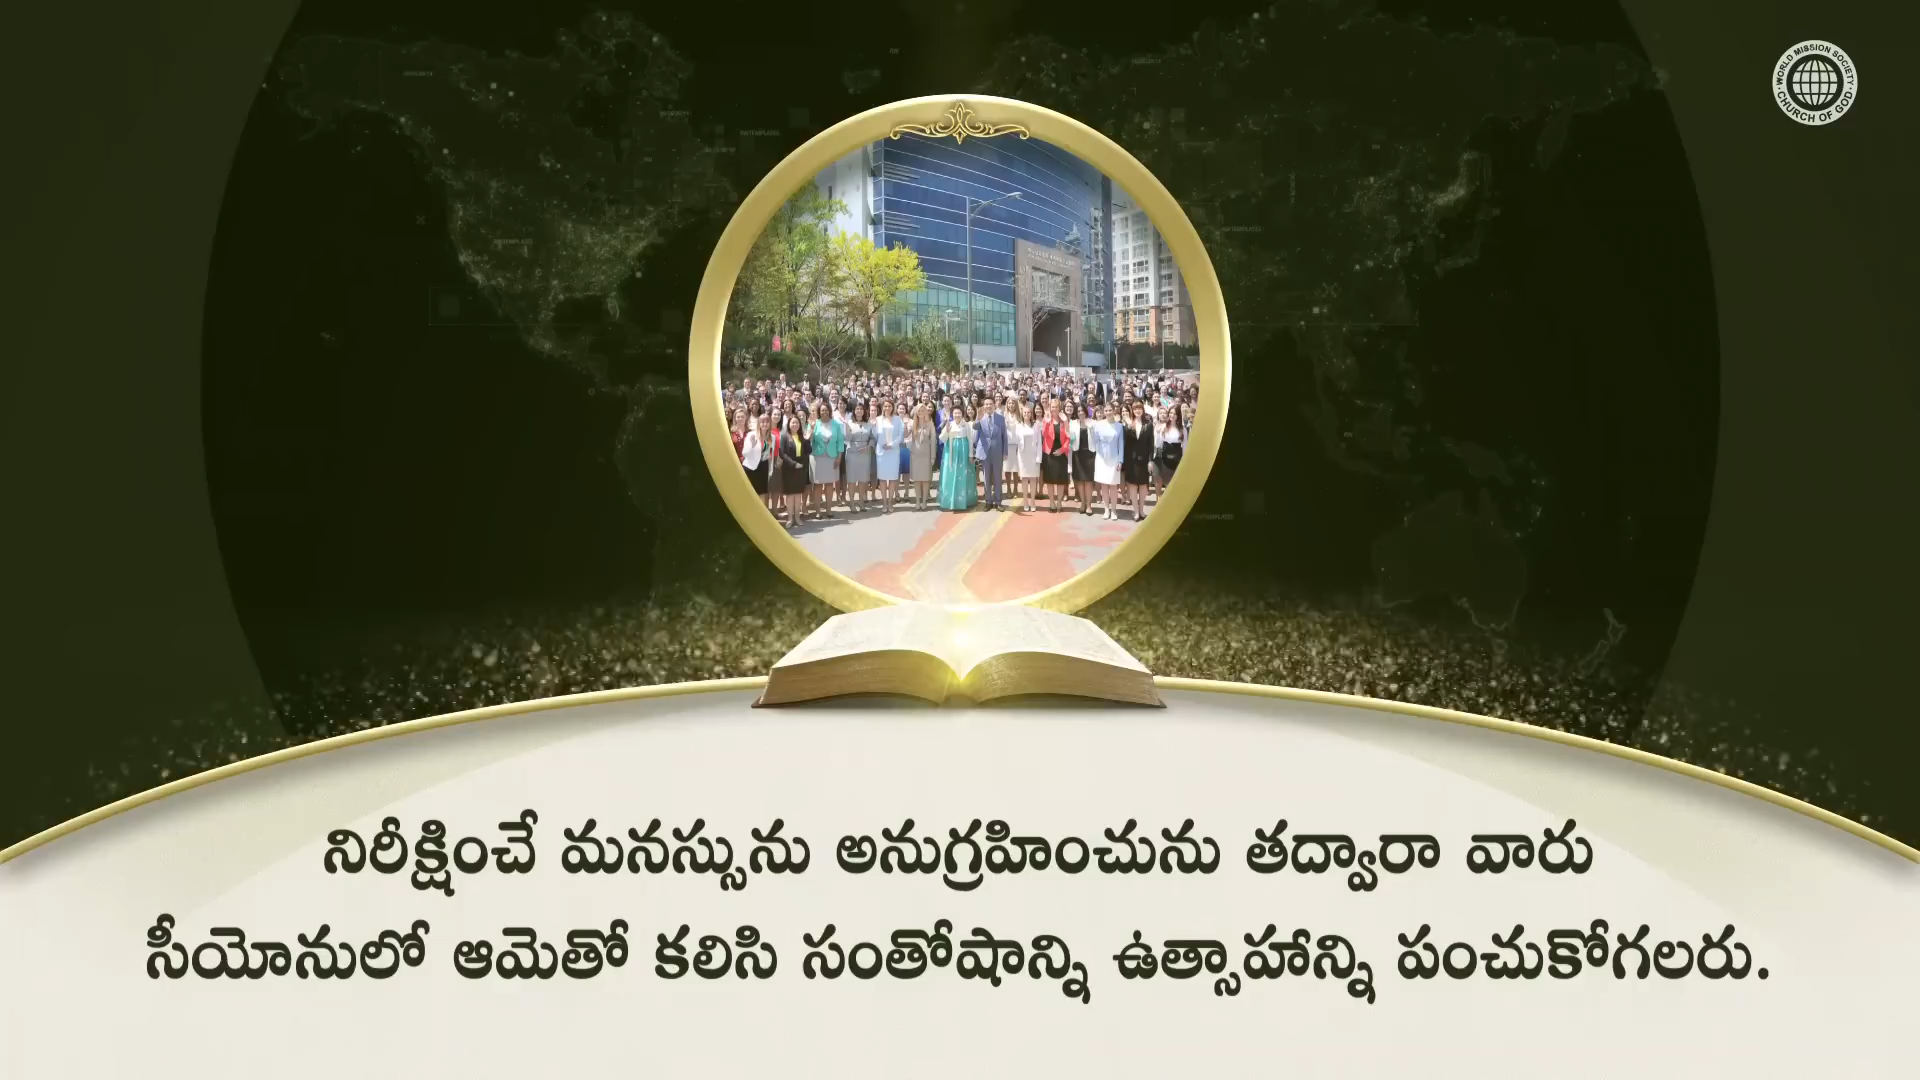 WORLD MISSION SOCIETY
CHURCH OF GOD
నిరీక్షించే మనస్సును అనుగ్రహించును తద్వారా వారు
సీయోనులో ఆమెతో కలిసి సంతోషాన్ని ఉత్సాహాన్ని పంచుకోగలరు.